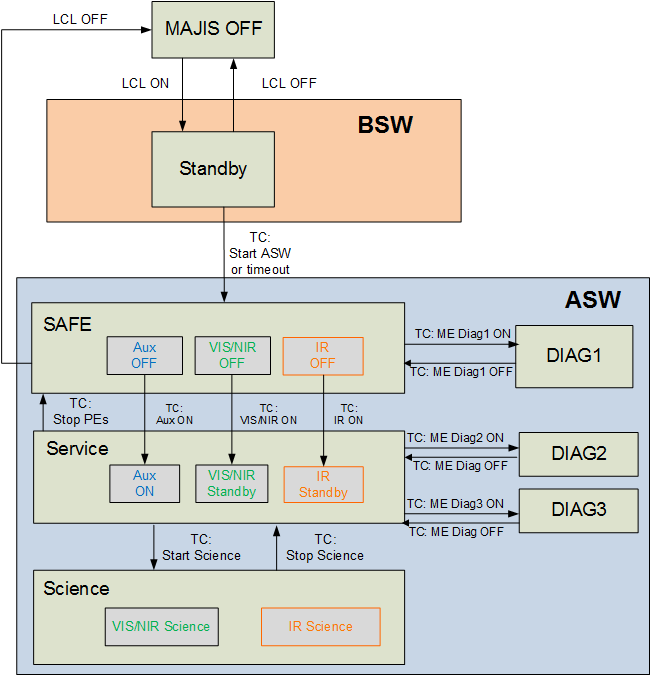 LCL OFF
MAJIS OFF
LCL ON
LCL OFF
BSW
Standby
TC:
Start ASW
or timeout
ASW
SAFE
Aux
OFF
VIS/NIR
OFF
IR
OFF
TC: ME Diag1 ON
TC: ME Diag1 OFF
DIAG1
TC:
Stop PEs
TC:
Aux ON
TC:
VIS/NIR ON
TC:
IR ON
Service
Aux
ON
VIS/NIR
Standby
IR
Standby
TC: ME Diag2 ON
TC: ME Diag OFF
DIAG2
TC: ME Diag3 ON
TC: ME Diag OFF
DIAG3
TC:
Start Science
TC:
Stop Science
Science
VIS/NIR Science
IR Science